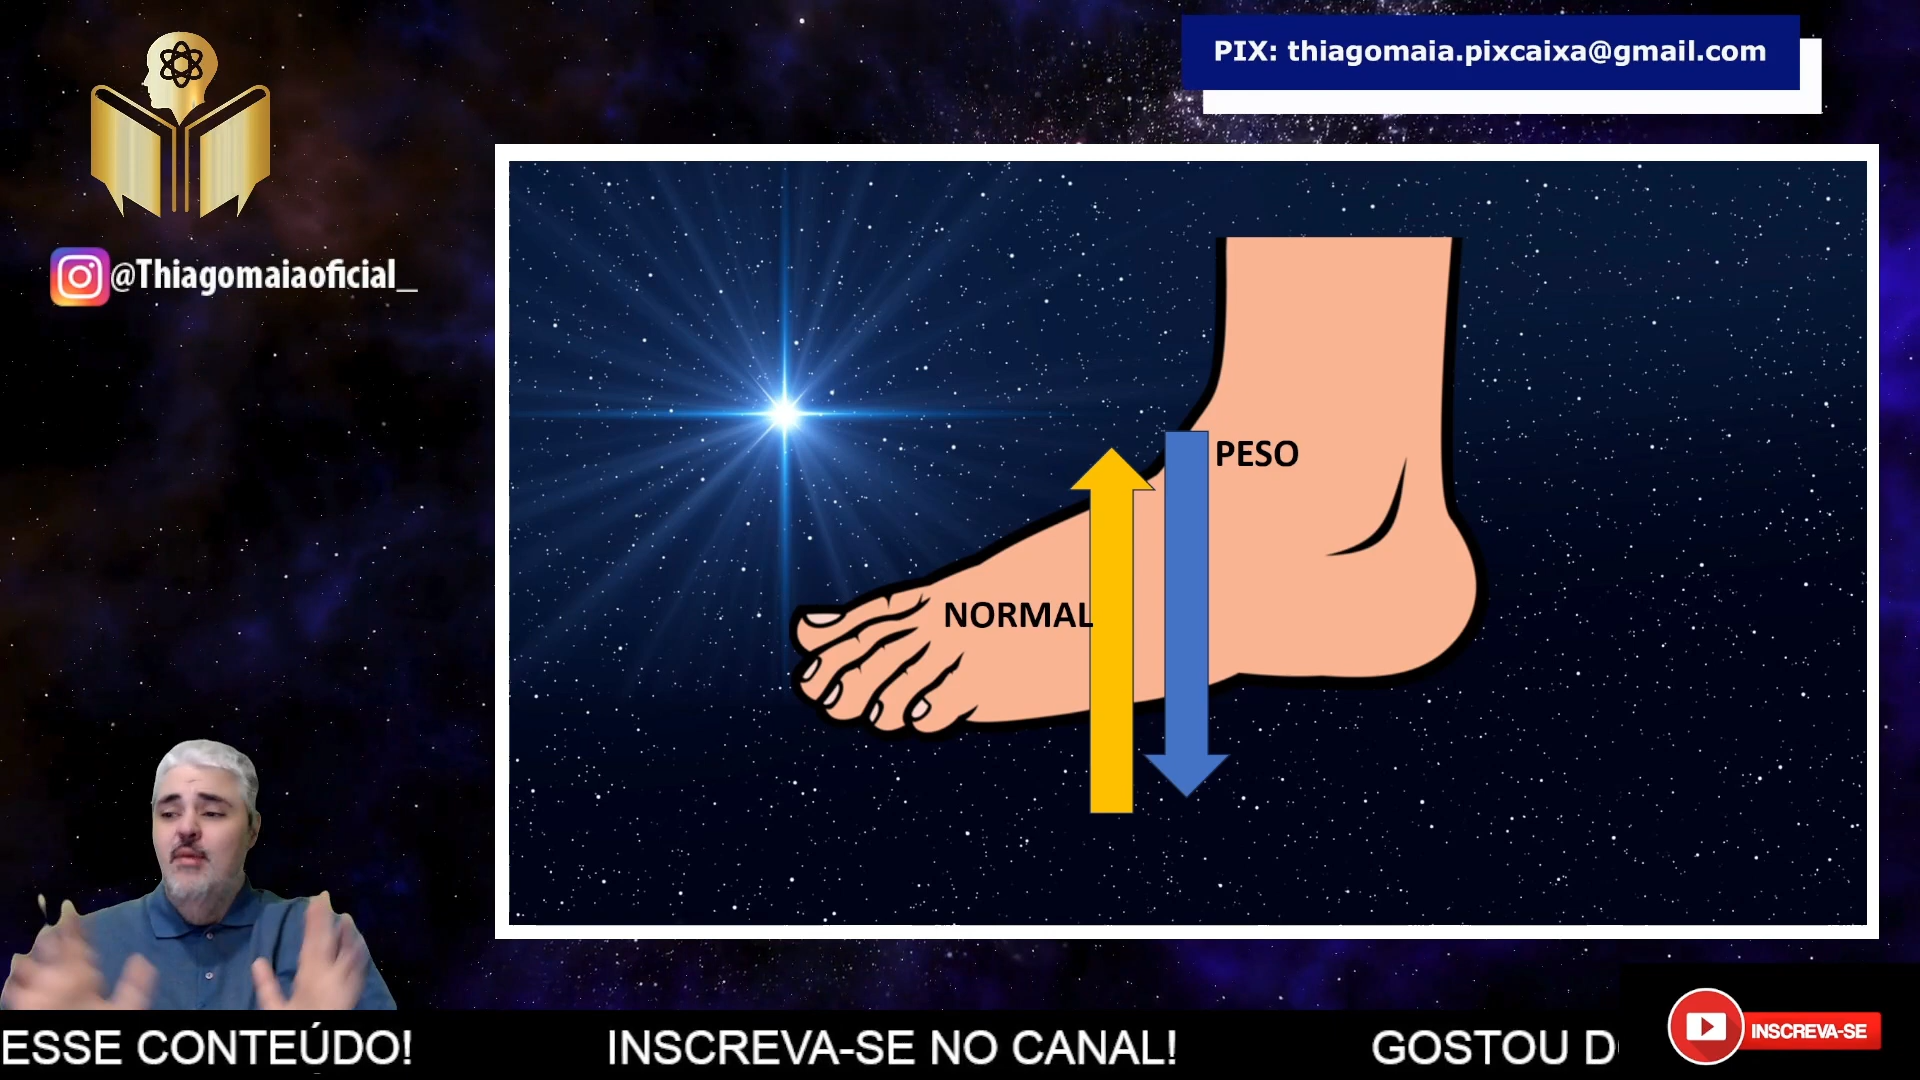 PIX: thiagomaia.pixcaixa@gmail.com
@Thiagomaiaoficial_
PESO
NORMAL
ESSE CONTEÚDO! INSCREVA-SE NO CANAL! GOSTOU D
INSCREVA-SE